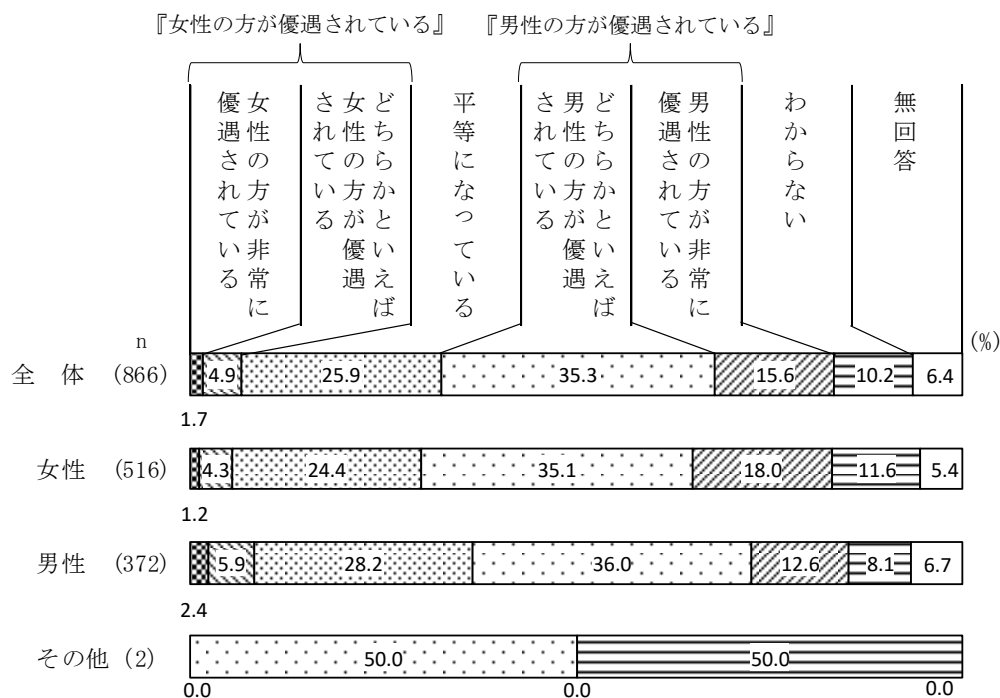 『女性の方が優遇されている』
『男性の方が優遇されている』
女性の方が非常に
優遇されている
どちらかといえば
女性の方が優遇
されている
平等になっている
どちらかといえば
男性の方が優遇
されている
男性の方が非常に
優遇されている
わからない
無回答
n
(%)
全 体 (866)
4.9 25.9 35.3 15.6 10.2 6.4
1.7
女性 (516)
4.3 24.4 35.1 18.0 11.6 5.4
1.2
男性 (372)
5.9 28.2 36.0 12.6 8.1 6.7
2.4
その他 (2)
50.0 50.0
0.0 0.0 0.0